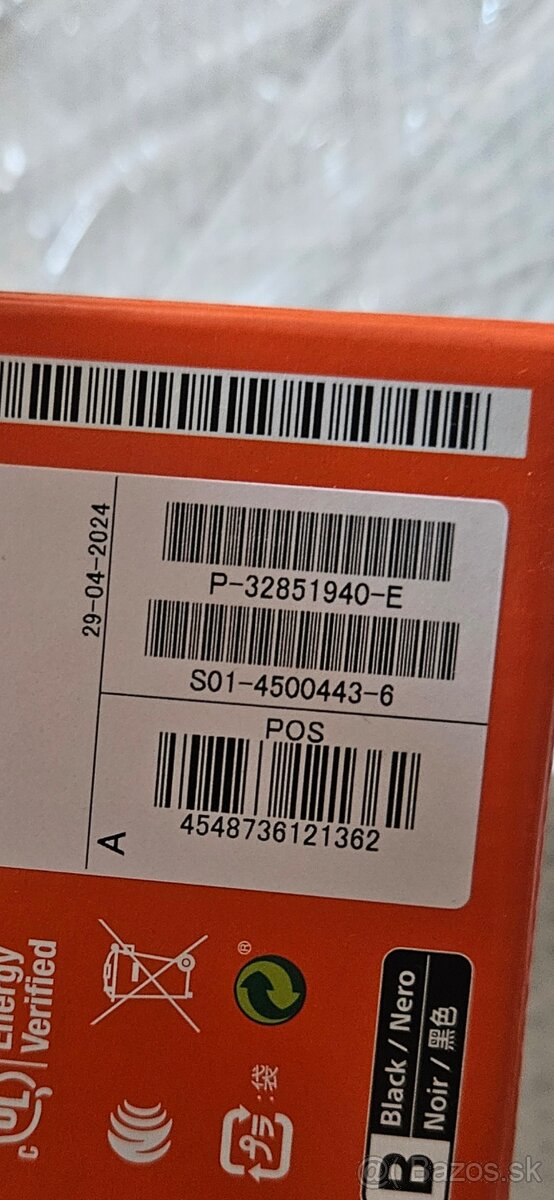 29-04-2024
P-32851940-E
S01-4500443-6
POS
4548736121362
A
Energy
Verified
c UL
®
プラ
:袋
B
Black / Nero
Noir / 黑色
@ Bazos.sk